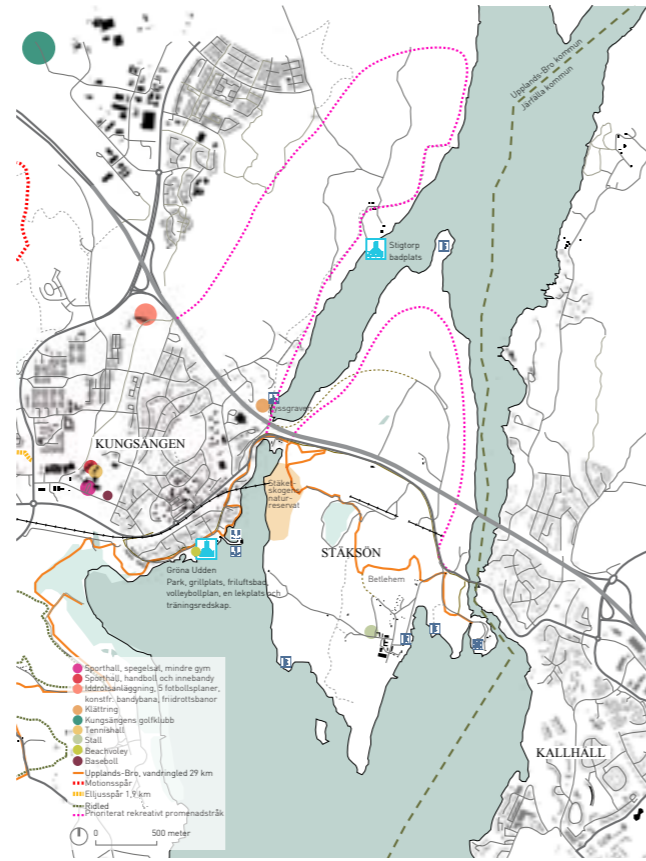 Upplands-Bro kommun
Järfälla kommun
Stigtorp
badplats
Ryssgraven
KUNGSÄNGEN
Stäket-
skogens
natur-
reservat
STÄKSÖN
Betlehem
Gröna Udden
Park, grillplats, friluftsbad,
volleybollplan, en lekplats och
träningsredskap.
KALLHÄLL
Sporthall, spegelsal, mindre gym
Sporthall, handboll och innebandy
Iddrotsanläggning, 5 fotbollsplaner,
konstfr. bandybana, friidrottsbanor
Klättring
Kungsängens golfklubb
Tennishall
Stall
Beachvoley
Baseboll
Upplands-Bro, vandringled 29 km
Motionsspår
Elljusspår 1,9 km
Ridled
Prioriterat rekreativt promenadstråk
0 500 meter